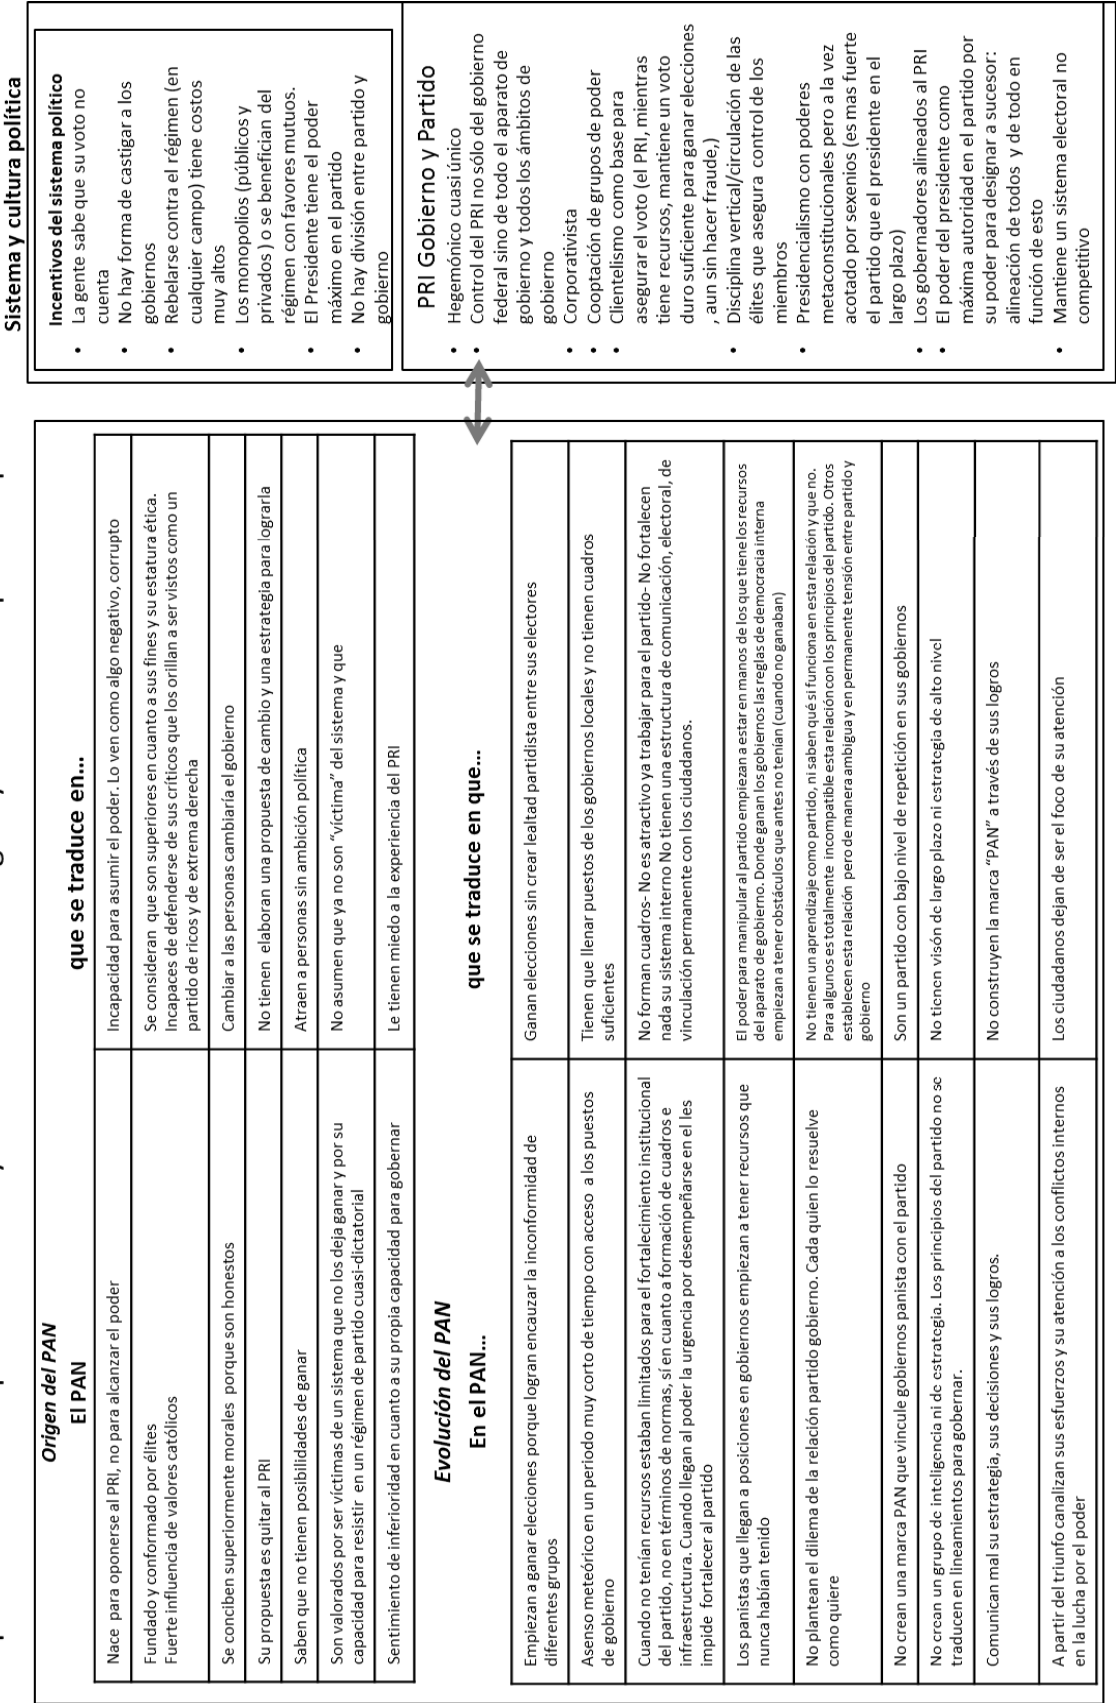 Sistema y cultura política
Origen del PAN
El PAN
que se traduce en...
Nace para oponerse al PRI, no para alcanzar el poder
Incapacidad para asumir el poder. Lo ven como algo negativo, corrupto
Fundado y conformado por élites
Fuerte influencia de valores católicos
Se consideran que son superiores en cuanto a sus fines y su estatura ética.
Incapaces de defenderse de sus críticos que los orillan a ser vistos como un
partido de ricos y de extrema derecha
Se conciben superiormente morales porque son honestos
Cambiar a las personas cambiaría el gobierno
Su propuesta es quitar al PRI
No tienen elaboran una propuesta de cambio y una estrategia para lograrla
Saben que no tienen posibilidades de ganar
Atraen a personas sin ambición política
Son valorados por ser víctimas de un sistema que no los deja ganar y por su
capacidad para resistir en un régimen de partido cuasi-dictatorial
No asumen que ya no son "víctima" del sistema y que
Sentimiento de inferioridad en cuanto a su propia capacidad para gobernar
Le tienen miedo a la experiencia del PRI
Evolución del PAN
En el PAN...
que se traduce en que...
Empiezan a ganar elecciones porque logran encauzar la inconformidad de
diferentes grupos
Ganan elecciones sin crear lealtad partidista entre sus electores
Asenso meteórico en un periodo muy corto de tiempo con acceso a los puestos
de gobierno
Tienen que llenar puestos de los gobiernos locales y no tienen cuadros
suficientes
Cuando no tenían recursos estaban limitados para el fortalecimiento institucional
del partido, no en términos de normas, sí en cuanto a formación de cuadros e
infraestructura. Cuando llegan al poder la urgencia por desempeñarse en el les
impide fortalecer al partido
No forman cuadros- No es atractivo ya trabajar para el partido- No fortalecen
nada su sistema interno No tienen una estructura de comunicación, electoral, de
vinculación permanente con los ciudadanos.
Los panistas que llegan a posiciones en gobiernos empiezan a tener recursos que
nunca habían tenido
El poder para manipular al partido empiezan a estar en manos de los que tiene los recursos
del aparato de gobierno. Donde ganan los gobiernos las reglas de democracia interna
empiezan a tener obstáculos que antes no tenían (cuando no ganaban)
No plantean el dilema de la relación partido gobierno. Cada quien lo resuelve
como quiere
No tienen un aprendizaje como partido, ni saben qué sí funciona en esta relación y que no.
Para algunos es totalmente incompatible esta relación con los principios del partido. Otros
establecen esta relación pero de manera ambigua y en permanente tensión entre partido y
gobierno
No crean una marca PAN que vincule gobiernos panista con el partido
Son un partido con bajo nivel de repetición en sus gobiernos
No crean un grupo de inteligencia ni de estrategia. Los principios del partido no se
traducen en lineamientos para gobernar.
No tienen visón de largo plazo ni estrategia de alto nivel
Comunican mal su estrategia, sus decisiones y sus logros.
No construyen la marca "PAN" a través de sus logros
A partir del triunfo canalizan sus esfuerzos y su atención a los conflictos internos
en la lucha por el poder
Los ciudadanos dejan de ser el foco de su atención
Incentivos del sistema político
• La gente sabe que su voto no
cuenta
• No hay forma de castigar a los
gobiernos
• Rebelarse contra el régimen (en
cualquier campo) tiene costos
muy altos
• Los monopolios (públicos y
privados ) o se benefician del
régimen con favores mutuos.
• El Presidente tiene el poder
máximo en el partido
• No hay división entre partido y
gobierno
PRI Gobierno y Partido
• Hegemónico cuasi único
• Control del PRI no sólo del gobierno
federal sino de todo el aparato de
gobierno y todos los ámbitos de
gobierno
• Corporativista
• Cooptación de grupos de poder
• Clientelismo como base para
asegurar el voto (el PRI, mientras
tiene recursos, mantiene un voto
duro suficiente para ganar elecciones
, aun sin hacer fraude,)
• Disciplina vertical/circulación de las
élites que asegura control de los
miembros
• Presidencialismo con poderes
metaconstitucionales pero a la vez
acotado por sexenios (es mas fuerte
el partido que el presidente en el
largo plazo)
• Los gobernadores alineados al PRI
• El poder del presidente como
máxima autoridad en el partido por
su poder para designar a sucesor:
alineación de todos y de todo en
función de esto
• Mantiene un sistema electoral no
competitivo